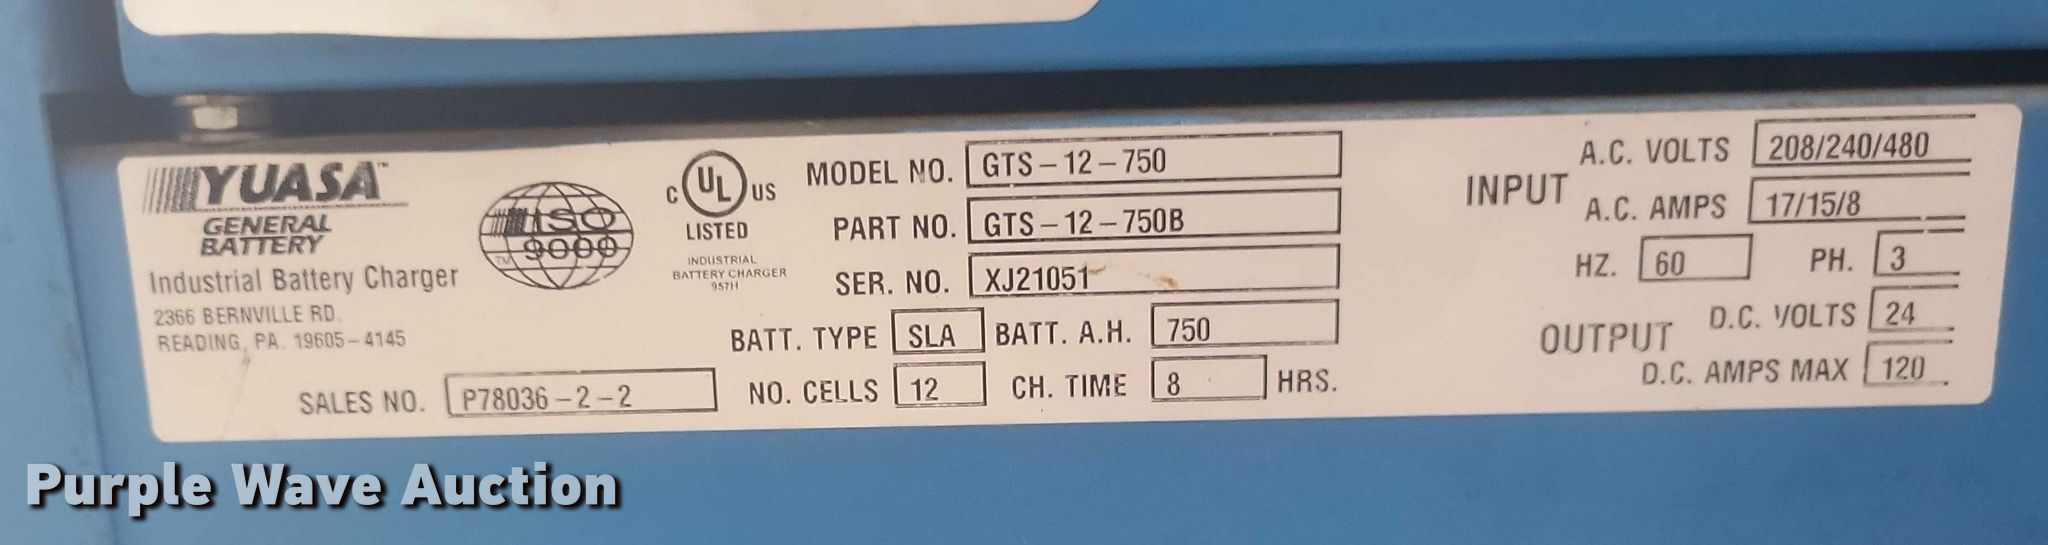 YUASA™
GENERAL
BATTERY
Industrial Battery Charger
2366 BERNVILLE RD.
READING, PA. 19605-4145
SALES NO. P78036-2-2
ISO
9000
TM
C UL US
LISTED
INDUSTRIAL
BATTERY CHARGER
957H
MODEL NO. GTS-12-750
PART NO. GTS-12-750B
SER. NO. XJ21051
BATT. TYPE SLA BATT. A.H. 750
NO. CELLS 12 CH. TIME 8 HRS.
INPUT
A.C. VOLTS 208/240/480
A.C. AMPS 17/15/8
HZ. 60 PH. 3
OUTPUT
D.C. VOLTS 24
D.C. AMPS MAX 120
Purple Wave Auction